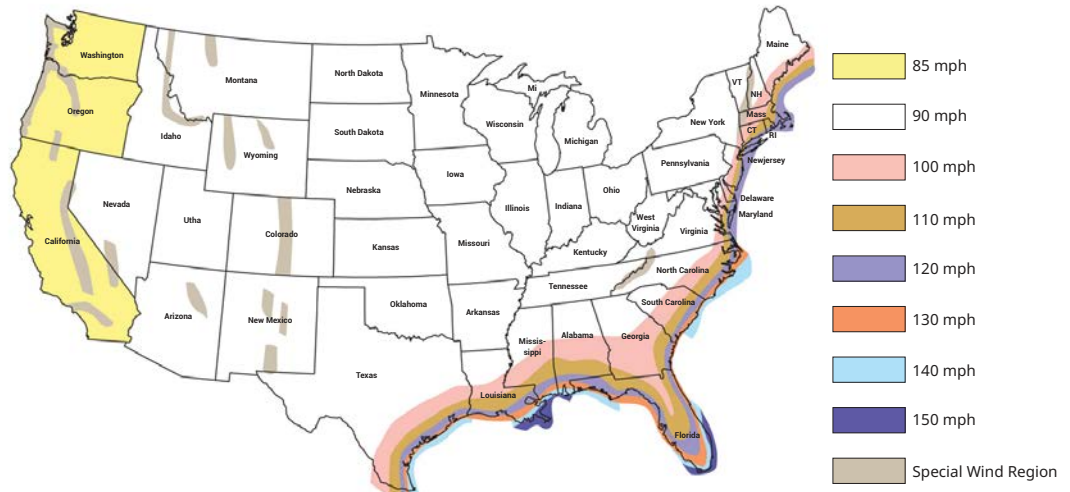 Washington
Oregon
California
Nevada
Idaho
Montana
Wyoming
Utha
Colorado
Arizona
New Mexico
North Dakota
South Dakota
Nebraska
Kansas
Oklahoma
Texas
Minnesota
Iowa
Missouri
Arkansas
Louisiana
Wisconsin
Mi
Michigan
Illinois
Indiana
Ohio
Kentucky
Tennessee
Missis-
sippi
Alabama
Georgia
Florida
South Carolina
North Carolina
West
Virginia
Virginia
Pennsylvania
New York
VT
NH
Maine
Mass
CT
RI
Newjersey
Delaware
Maryland
85 mph
90 mph
100 mph
110 mph
120 mph
130 mph
140 mph
150 mph
Special Wind Region